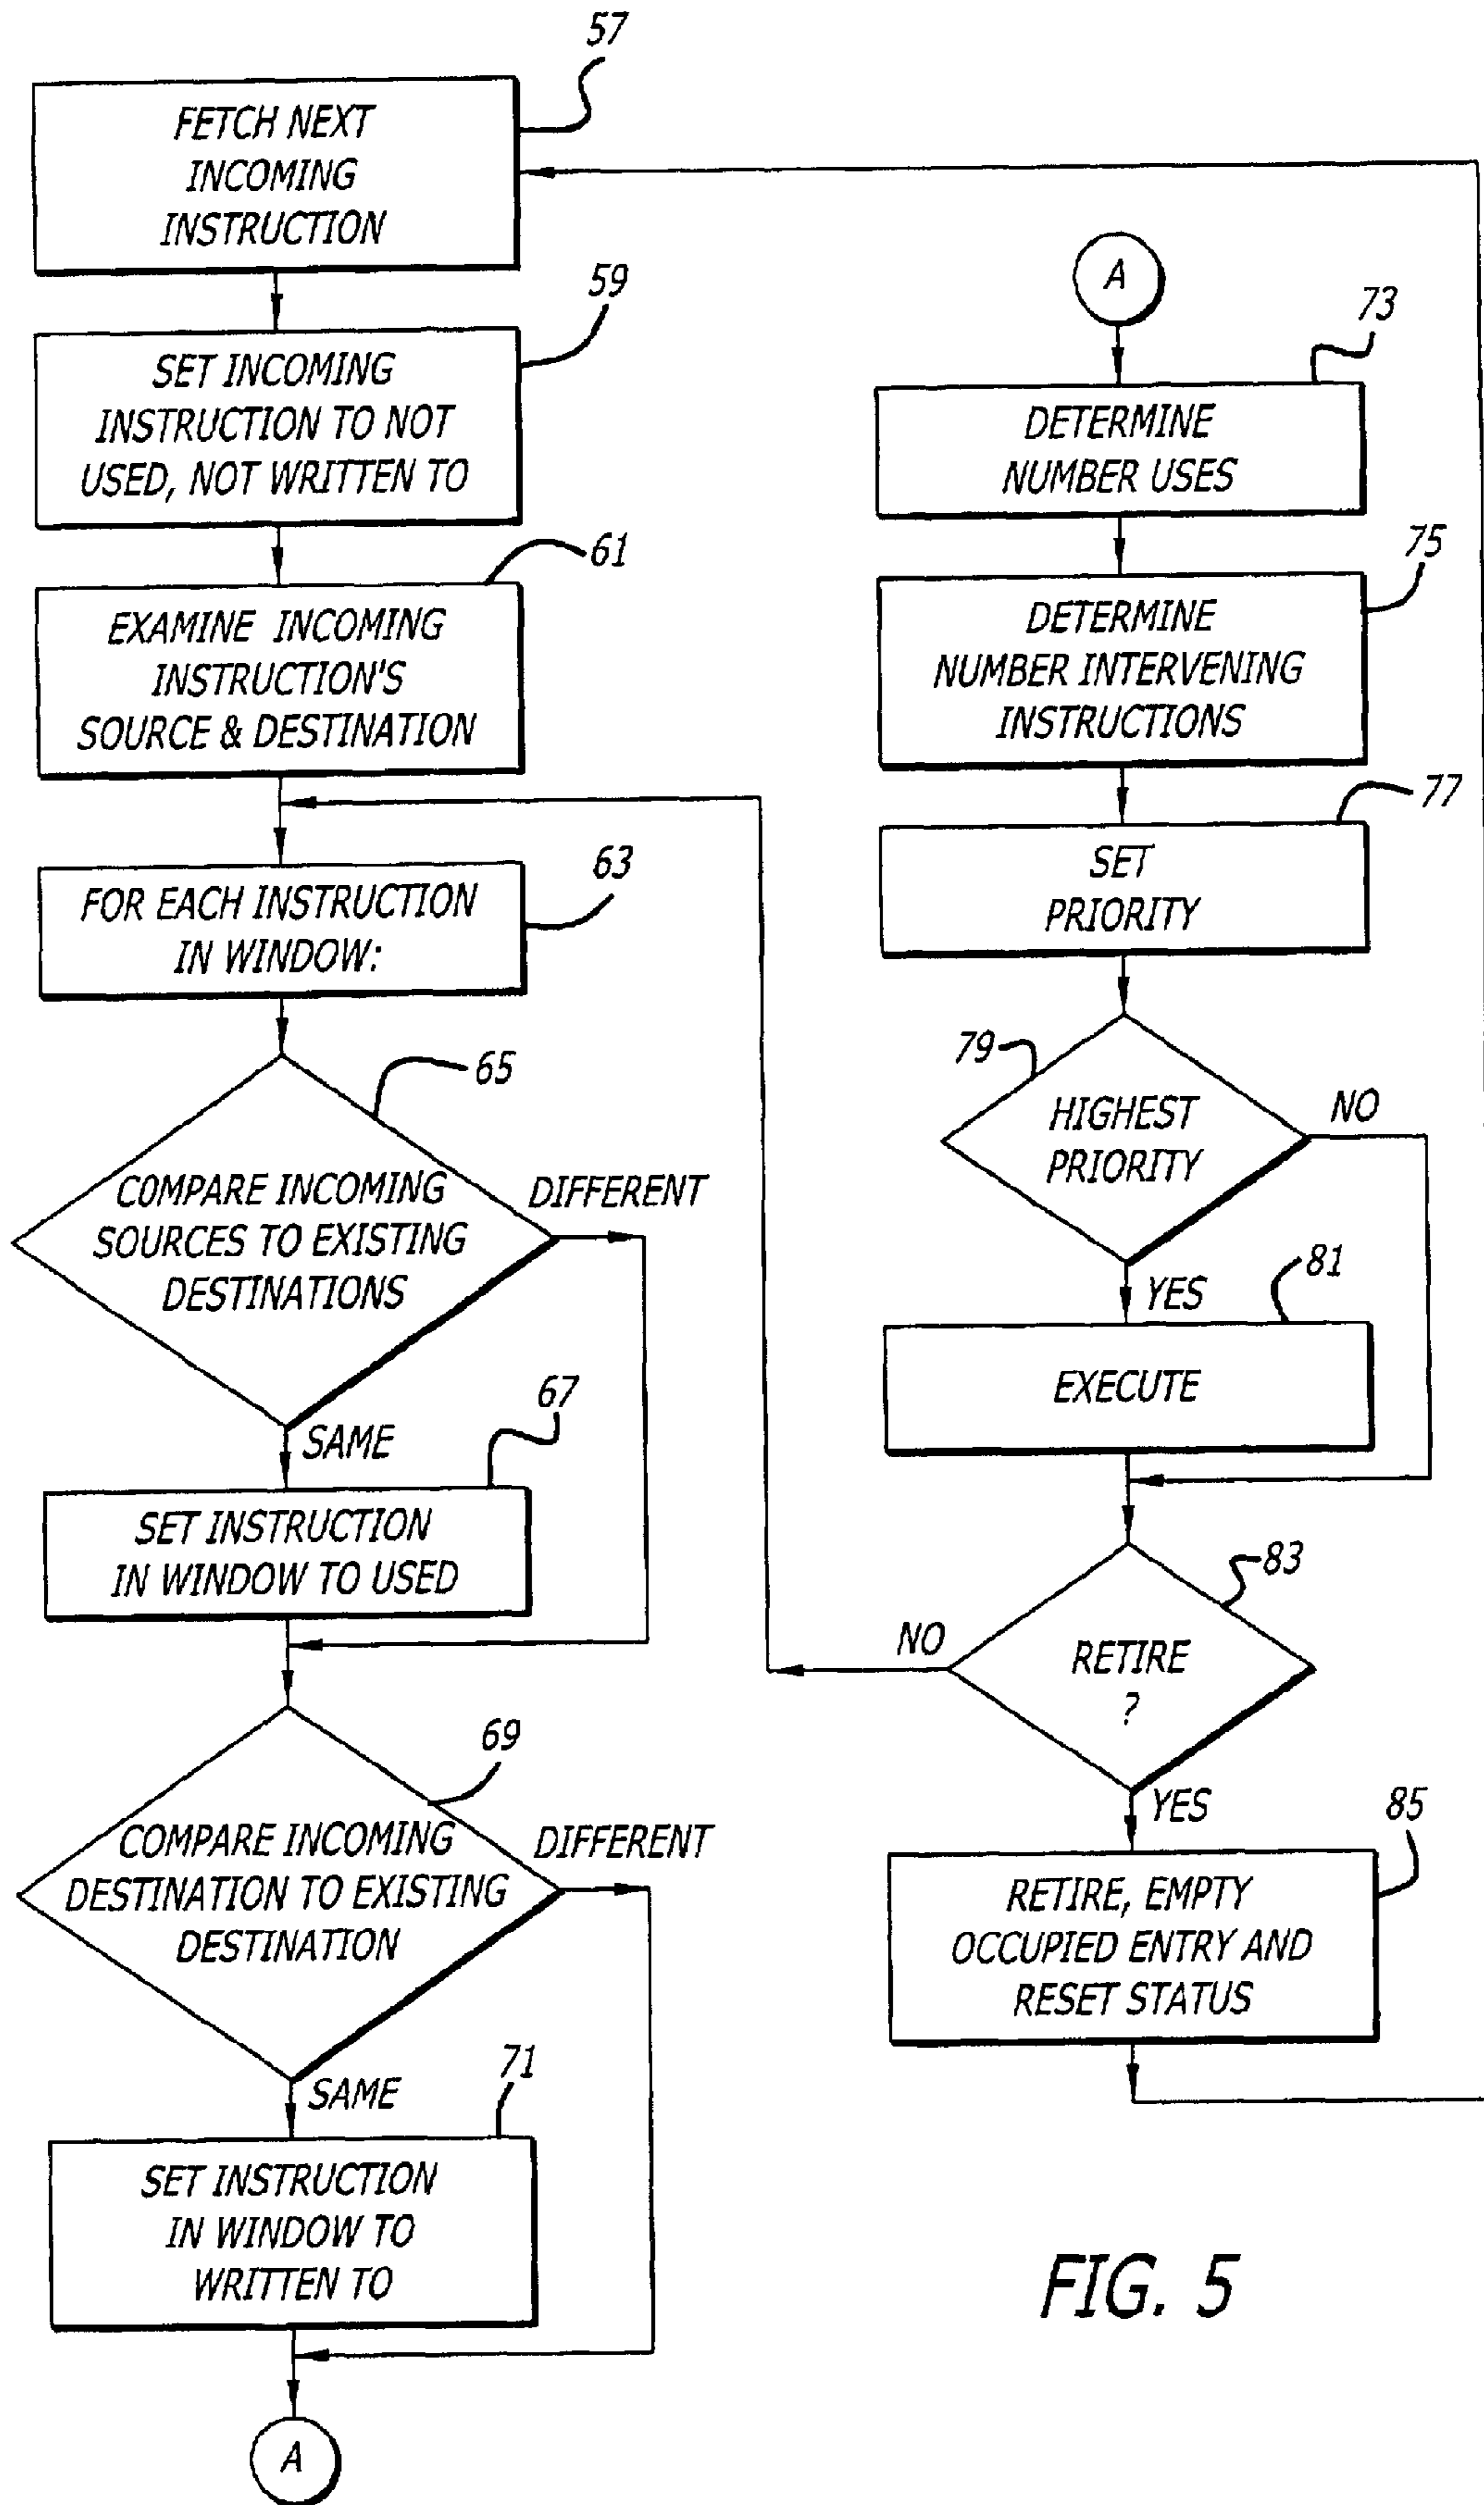 57
FETCH NEXT
INCOMING
INSTRUCTION
59
SET INCOMING
INSTRUCTION TO NOT
USED, NOT WRITTEN TO
61
EXAMINE INCOMING
INSTRUCTION'S
SOURCE & DESTINATION
63
FOR EACH INSTRUCTION
IN WINDOW:
65
COMPARE INCOMING
SOURCES TO EXISTING
DESTINATIONS
DIFFERENT
SAME
67
SET INSTRUCTION
IN WINDOW TO USED
69
COMPARE INCOMING
DESTINATION TO EXISTING
DESTINATION
DIFFERENT
SAME
71
SET INSTRUCTION
IN WINDOW TO
WRITTEN TO
A
A
73
DETERMINE
NUMBER USES
75
DETERMINE
NUMBER INTERVENING
INSTRUCTIONS
77
SET
PRIORITY
79
HIGHEST
PRIORITY
NO
YES
81
EXECUTE
83
RETIRE
?
NO
YES
85
RETIRE, EMPTY
OCCUPIED ENTRY AND
RESET STATUS
FIG. 5